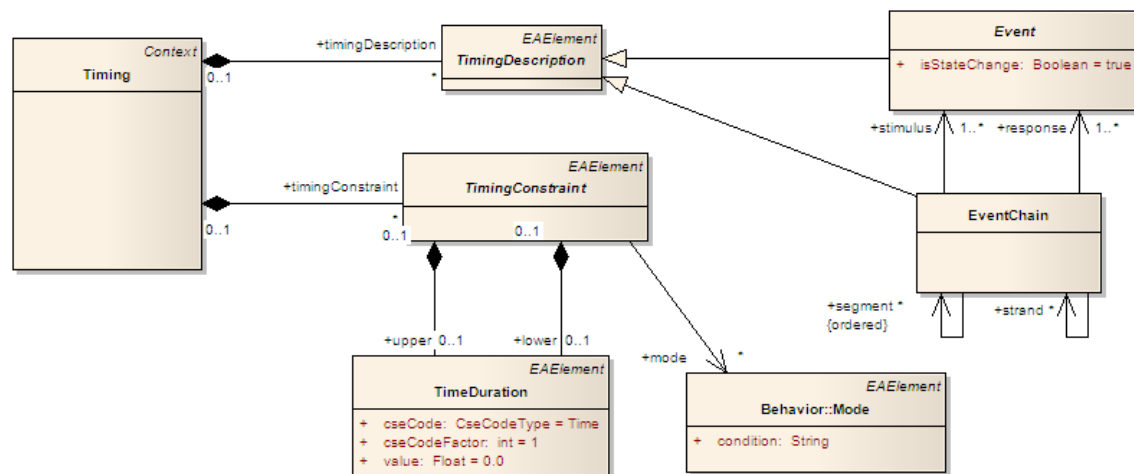 Context
Timing
+timingDescription
0..1
*
EAElement
TimingDescription
Event
+ isStateChange: Boolean = true
+stimulus
1..*
+response
1..*
EAElement
TimingConstraint
+timingConstraint
0..1
*
0..1
0..1
EventChain
+segment *
{ordered}
+strand *
+upper 0..1
+lower 0..1
+mode
*
EAElement
TimeDuration
+ cseCode: CseCodeType = Time
+ cseCodeFactor: int = 1
+ value: Float = 0.0
EAElement
Behavior::Mode
+ condition: String